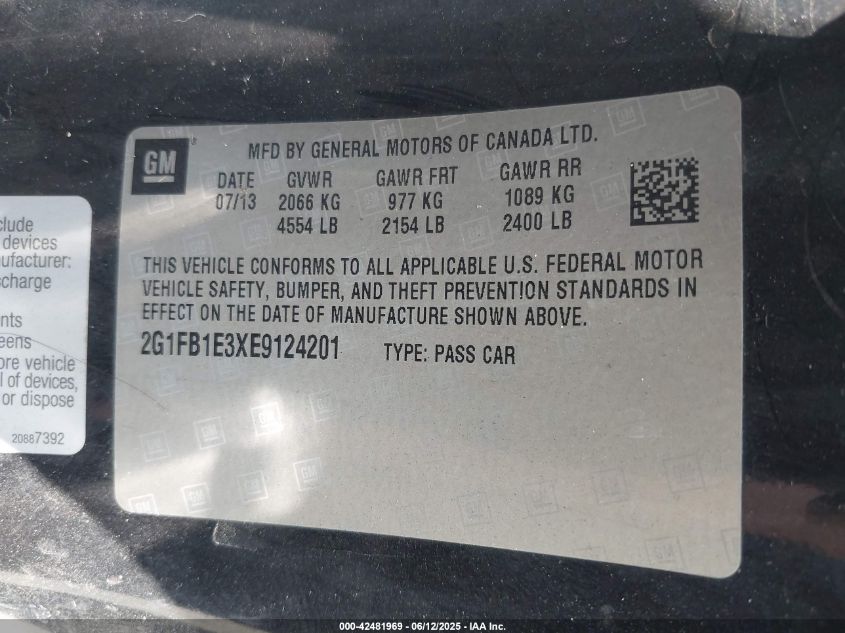 GM
MFD BY GENERAL MOTORS OF CANADA LTD.
DATE GVWR GAWR FRT GAWR RR
07/13 2066 KG 977 KG 1089 KG
4554 LB 2154 LB 2400 LB
THIS VEHICLE CONFORMS TO ALL APPLICABLE U.S. FEDERAL MOTOR
VEHICLE SAFETY, BUMPER, AND THEFT PREVENTION STANDARDS IN
EFFECT ON THE DATE OF MANUFACTURE SHOWN ABOVE.
2G1FB1E3XE9124201 TYPE: PASS CAR
clude
devices
nufacturer:
scharge
nts
eens
ore vehicle
l of devices,
or dispose
20887392
000-42481969 - 06/12/2025 - IAA Inc.